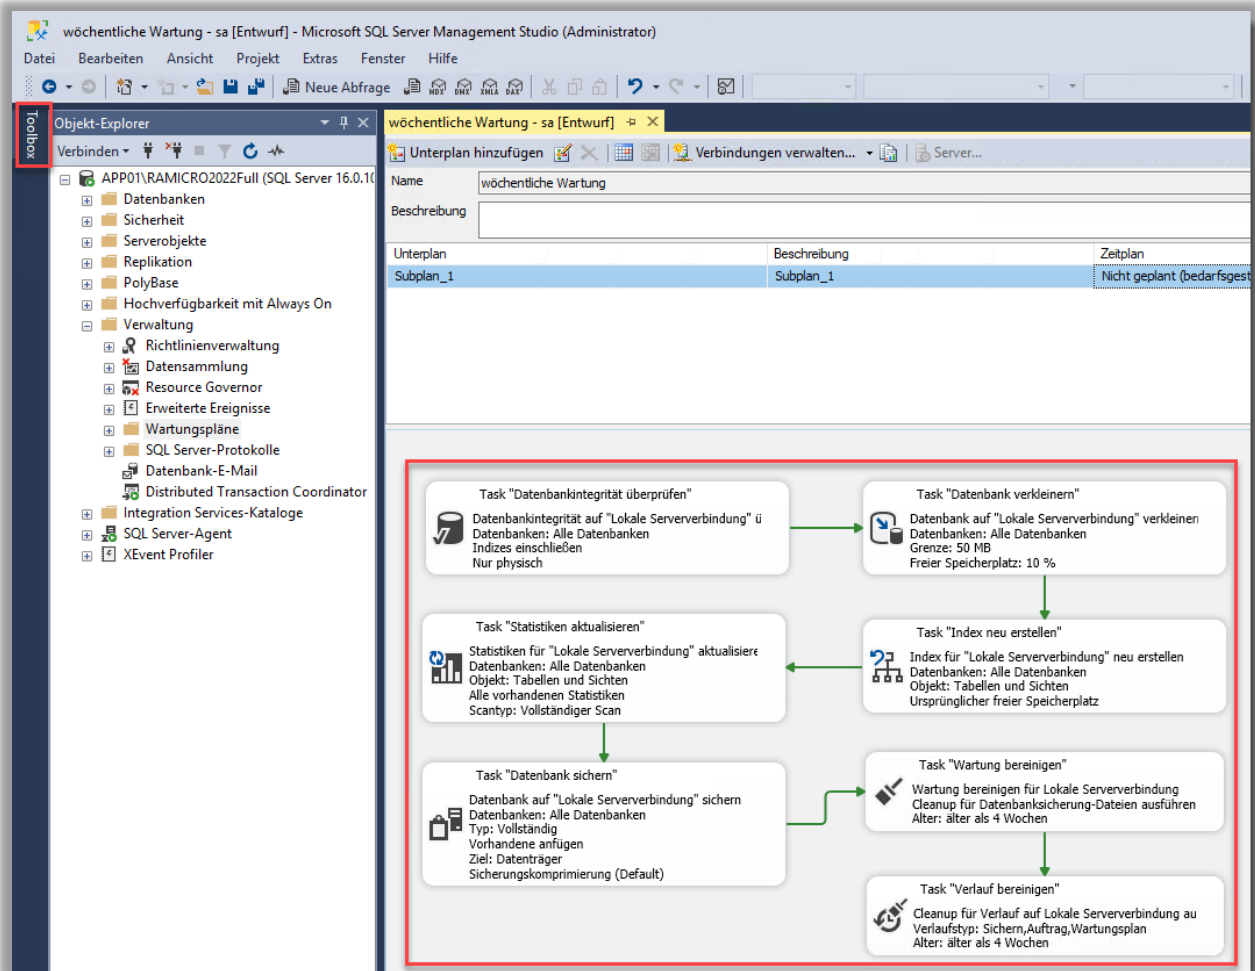 wöchentliche Wartung - sa [Entwurf] - Microsoft SQL Server Management Studio (Administrator)
Datei Bearbeiten Ansicht Projekt Extras Fenster Hilfe
Neue Abfrage MDX DMX XMLA DAX
Toolbox
Objekt-Explorer
Verbinden
APP01\RAMICRO2022Full (SQL Server 16.0.10
Datenbanken
Sicherheit
Serverobjekte
Replikation
PolyBase
Hochverfügbarkeit mit Always On
Verwaltung
Richtlinienverwaltung
Datensammlung
Resource Governor
Erweiterte Ereignisse
Wartungspläne
SQL Server-Protokolle
Datenbank-E-Mail
Distributed Transaction Coordinator
Integration Services-Kataloge
SQL Server-Agent
XEvent Profiler
wöchentliche Wartung - sa [Entwurf]
Unterplan hinzufügen Verbindungen verwalten... Server...
Name wöchentliche Wartung
Beschreibung
Unterplan Beschreibung Zeitplan
Subplan_1 Subplan_1 Nicht geplant (bedarfsgest
Task "Datenbankintegrität überprüfen"
Datenbankintegrität auf "Lokale Serververbindung" ü
Datenbanken: Alle Datenbanken
Indizes einschließen
Nur physisch
Task "Datenbank verkleinern"
Datenbank auf "Lokale Serververbindung" verkleinern
Datenbanken: Alle Datenbanken
Grenze: 50 MB
Freier Speicherplatz: 10 %
Task "Statistiken aktualisieren"
Statistiken für "Lokale Serververbindung" aktualisiere
Datenbanken: Alle Datenbanken
Objekt: Tabellen und Sichten
Alle vorhandenen Statistiken
Scantyp: Vollständiger Scan
Task "Index neu erstellen"
Index für "Lokale Serververbindung" neu erstellen
Datenbanken: Alle Datenbanken
Objekt: Tabellen und Sichten
Ursprünglicher freier Speicherplatz
Task "Datenbank sichern"
Datenbank auf "Lokale Serververbindung" sichern
Datenbanken: Alle Datenbanken
Typ: Vollständig
Vorhandene anfügen
Ziel: Datenträger
Sicherungskomprimierung (Default)
Task "Wartung bereinigen"
Wartung bereinigen für Lokale Serververbindung
Cleanup für Datenbanksicherung-Dateien ausführen
Alter: älter als 4 Wochen
Task "Verlauf bereinigen"
Cleanup für Verlauf auf Lokale Serververbindung au
Verlaufstyp: Sichern,Auftrag,Wartungsplan
Alter: älter als 4 Wochen